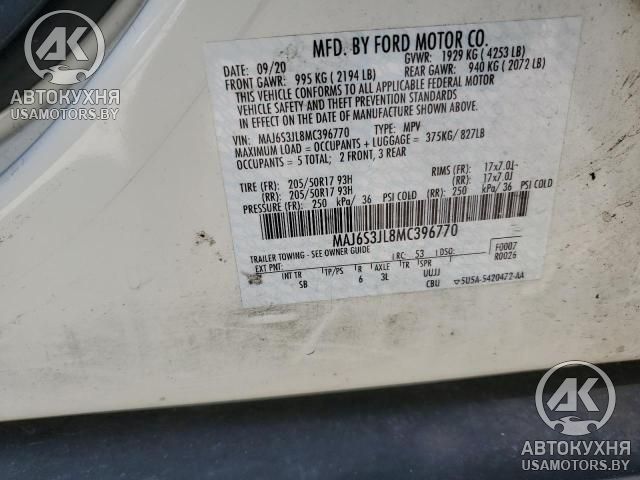 MFD. BY FORD MOTOR CO.
DATE: 09/20 GVWR: 1929 KG ( 4253 LB)
FRONT GAWR: 995 KG ( 2194 LB) REAR GAWR: 940 KG ( 2072 LB)
THIS VEHICLE CONFORMS TO ALL APPLICABLE FEDERAL MOTOR
VEHICLE SAFETY AND THEFT PREVENTION STANDARDS
IN EFFECT ON THE DATE OF MANUFACTURE SHOWN ABOVE.
VIN: MAJ6S3JL8MC396770 TYPE: MPV
MAXIMUM LOAD = OCCUPANTS + LUGGAGE = 375KG/ 827LB
OCCUPANTS = 5 TOTAL; 2 FRONT, 3 REAR
TIRE (FR): 205/50R17 93H RIMS (FR): 17x7.0J-
(RR): 205/50R17 93H (RR): 17x7.0J
PRESSURE (FR): 250 kPa/ 36 PSI COLD (RR): 250 kPa/ 36 PSI COLD
MAJ6S3JL8MC396770
TRAILER TOWING - SEE OWNER GUIDE
RC: 53 DSO: F0007
R0026
EXT PNT: INT TR TP/PS R AXLE TR SPR
SB 6 3L UUJJ
CBU 5U5A-5420472-AA
AK
АВТОКУХНЯ
USAMOTORS.BY
AK
АВТОКУХНЯ
USAMOTORS.BY